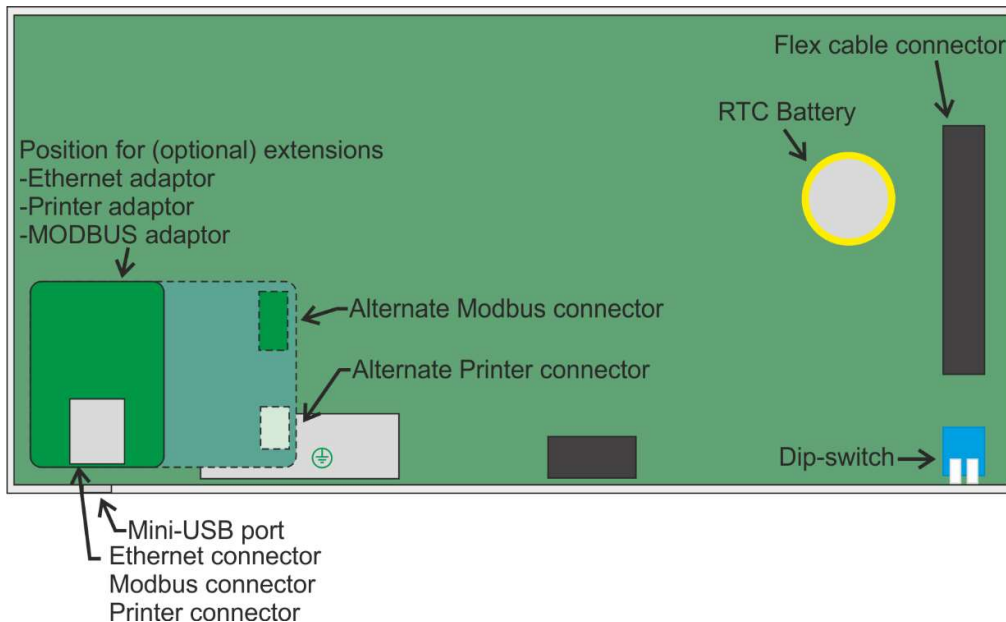 Flex cable connector
RTC Battery
Position for (optional) extensions
-Ethernet adaptor
-Printer adaptor
-MODBUS adaptor
Alternate Modbus connector
Alternate Printer connector
Dip-switch
Mini-USB port
Ethernet connector
Modbus connector
Printer connector